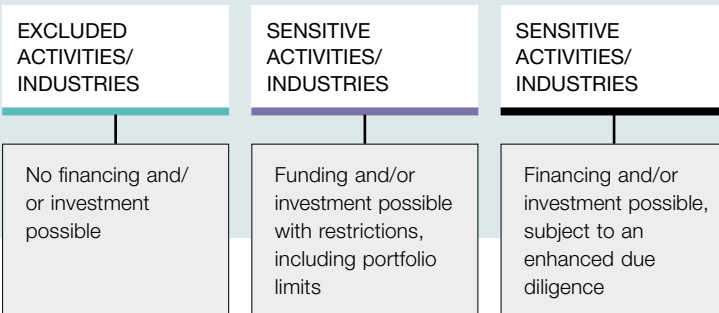 EXCLUDED
ACTIVITIES/
INDUSTRIES
No financing and/
or investment
possible
SENSITIVE
ACTIVITIES/
INDUSTRIES
Funding and/or
investment possible
with restrictions,
including portfolio
limits
SENSITIVE
ACTIVITIES/
INDUSTRIES
Financing and/or
investment possible,
subject to an
enhanced due
diligence